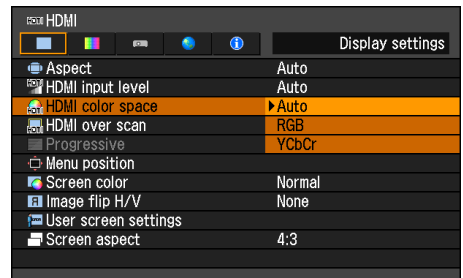 HDMI HDMI
Display settings
Aspect Auto
HDMI input level Auto
HDMI color space Auto
RGB
HDMI over scan
YCbCr
Progressive
Menu position
Screen color Normal
Image flip H/V None
User screen settings
Screen aspect 4:3